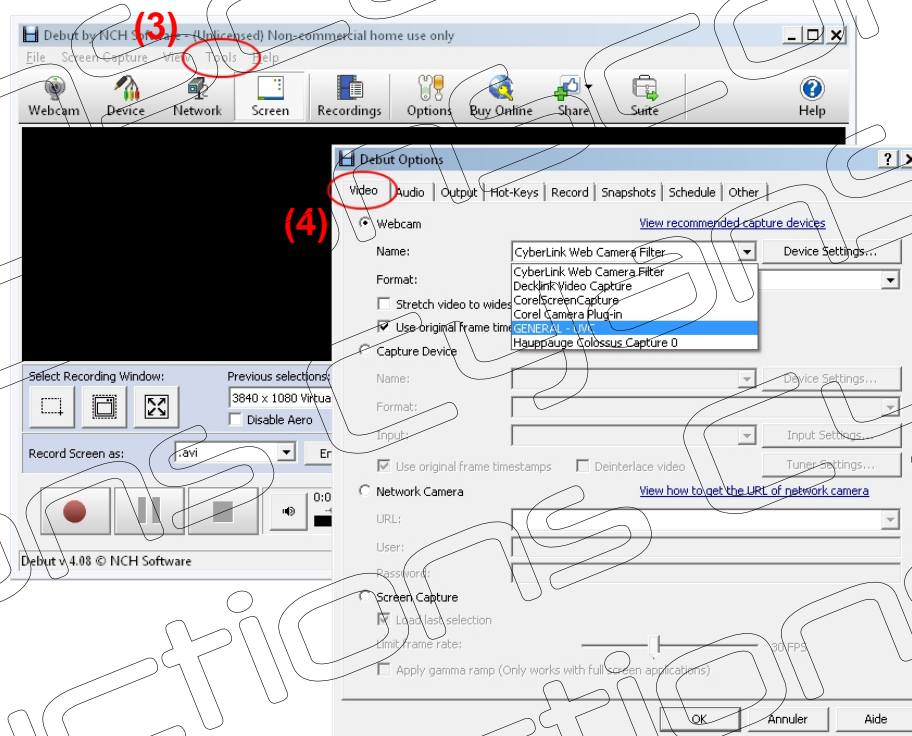 (3)
Debut by NCH Software - (Unlicensed) Non-commercial home use only
File Screen Capture View Tools Help
Webcam Device Network Screen Recordings Options Buy Online Share Suite Help
Debut Options
Video Audio Output Hot-Keys Record Snapshots Schedule Other
(4)
Webcam View recommended capture devices
Name: CyberLink Web Camera Filter Device Settings...
CyberLink Web Camera Filter
Format:
Decklink Video Capture
Stretch video to wides
CorelScreenCapture
Corel Camera Plug-in
Use original frame time
GENERAL - UVC
Hauppauge Colossus Capture 0
Capture Device
Name: Device Settings...
Format:
Input: Input Settings...
Use original frame timestamps Deinterlace video Tuner Settings...
Network Camera View how to get the URL of network camera
URL:
User:
Password:
Screen Capture
Load last selection
Limit frame rate: 30 FPS
Apply gamma ramp (Only works with full screen applications)
OK Annuler Aide
Select Recording Window: Previous selections:
3840 x 1080 Virtua
Disable Aero
Record Screen as: .avi
0:0
Debut v 4.08 © NCH Software